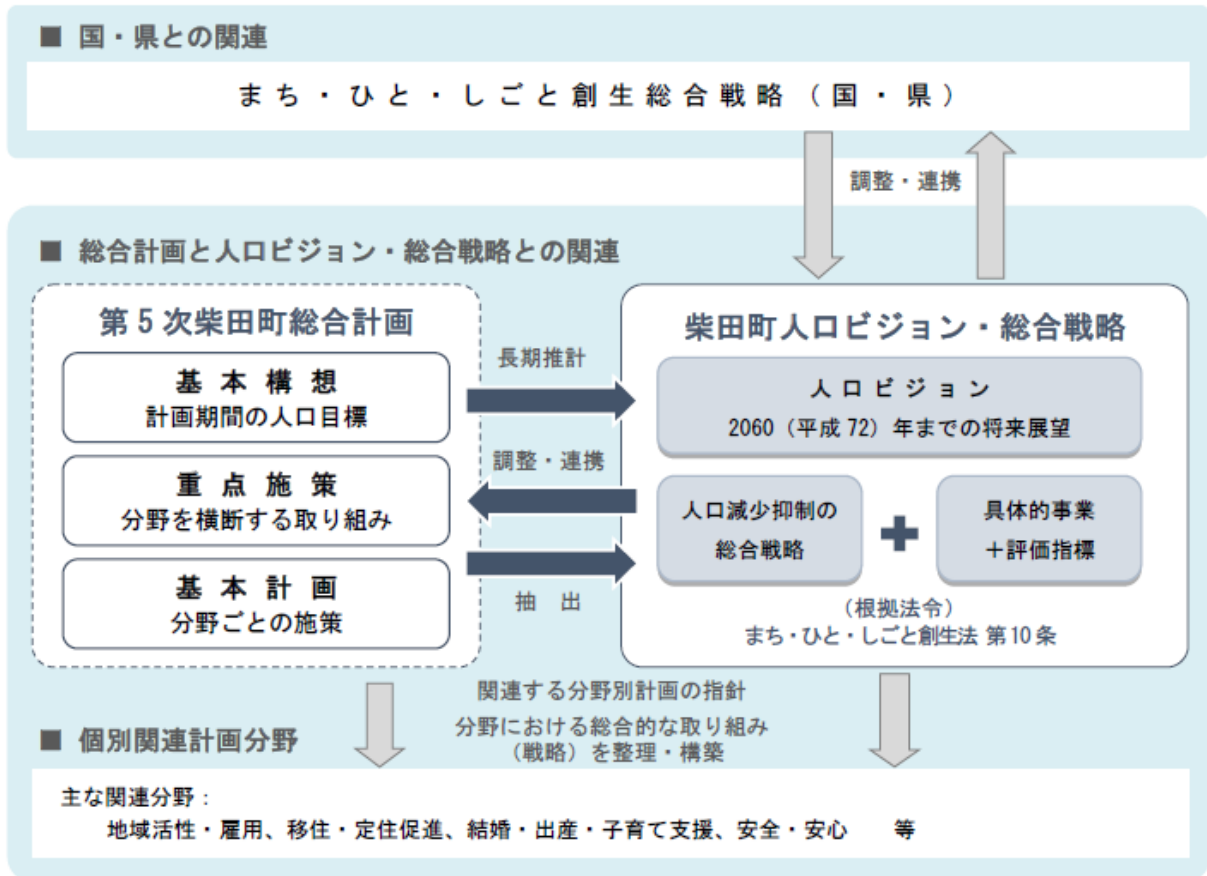 ■ 国・県との関連
まち・ひと・しごと創生総合戦略（国・県）
調整・連携
■ 総合計画と人口ビジョン・総合戦略との関連
第5次柴田町総合計画
基本構想
計画期間の人口目標
重点施策
分野を横断する取り組み
基本計画
分野ごとの施策
長期推計
調整・連携
抽出
柴田町人口ビジョン・総合戦略
人口ビジョン
2060（平成72）年までの将来展望
人口減少抑制の
総合戦略
具体的事業
＋評価指標
（根拠法令）
まち・ひと・しごと創生法 第10条
関連する分野別計画の指針
分野における総合的な取り組み
（戦略）を整理・構築
■ 個別関連計画分野
主な関連分野：
地域活性・雇用、移住・定住促進、結婚・出産・子育て支援、安全・安心　等